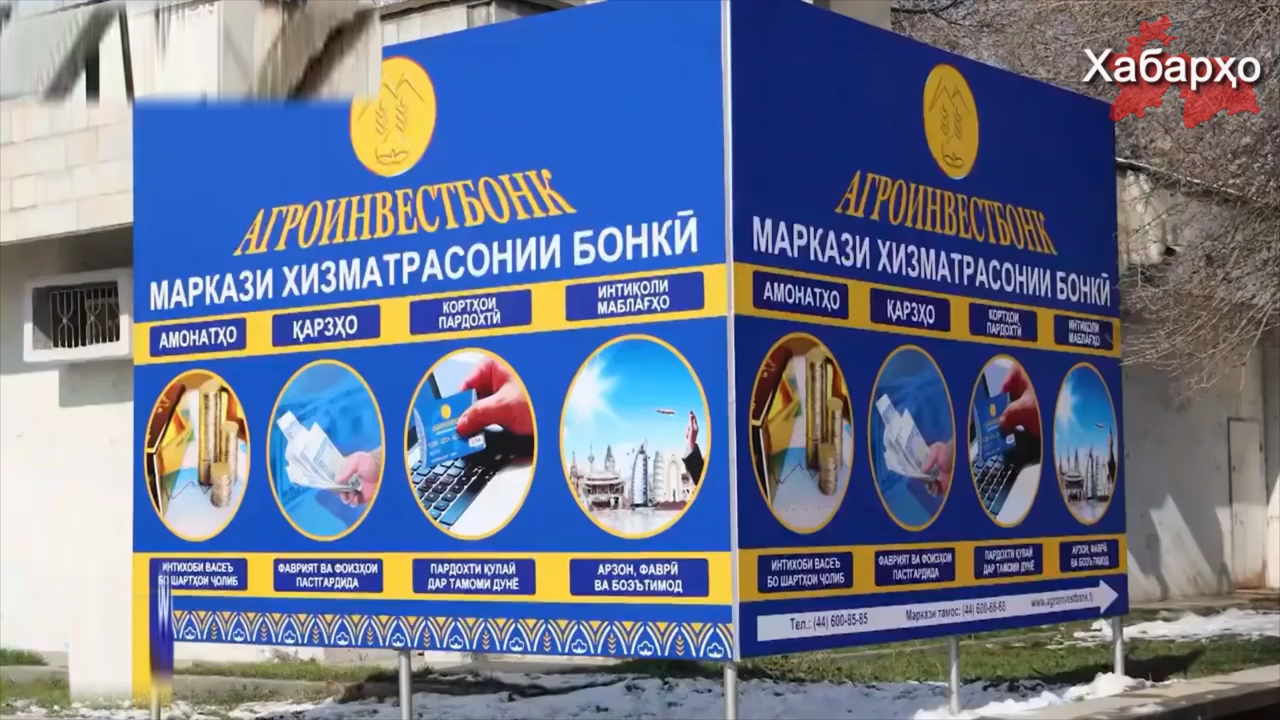 Хабарҳо
АГРОИНВЕСТБОНК
МАРКАЗИ ХИЗМАТРАСОНИИ БОНКӢ
АМОНАТҲО
ҚАРЗҲО
КОРТҲОИ
ПАРДОХТӢ
ИНТИҚОЛИ
МАБЛАҒҲО
ИНТИХОБИ ВАСЕЪ
БО ШАРТҲОИ ҶОЛИБ
ФАВРИЯТ ВА ФОИЗҲОИ
ПАСТГАРДИДА
ПАРДОХТИ ҚУЛАЙ
ДАР ТАМОМИ ДУНЁ
АРЗОН, ФАВРӢ
ВА БОЭЪТИМОД
АГРОИНВЕСТБОНК
МАРКАЗИ ХИЗМАТРАСОНИИ БОНКӢ
АМОНАТҲО
ҚАРЗҲО
КОРТҲОИ
ПАРДОХТӢ
ИНТИҚОЛИ
МАБЛАҒҲО
ИНТИХОБИ ВАСЕЪ
БО ШАРТҲОИ ҶОЛИБ
ФАВРИЯТ ВА ФОИЗҲОИ
ПАСТГАРДИДА
ПАРДОХТИ ҚУЛАЙ
ДАР ТАМОМИ ДУНЁ
АРЗОН, ФАВРӢ
ВА БОЭЪТИМОД
Тел.: (44) 600-85-85 Маркази тамос: (44) 600-88-88 www.agroinvestbank.tj